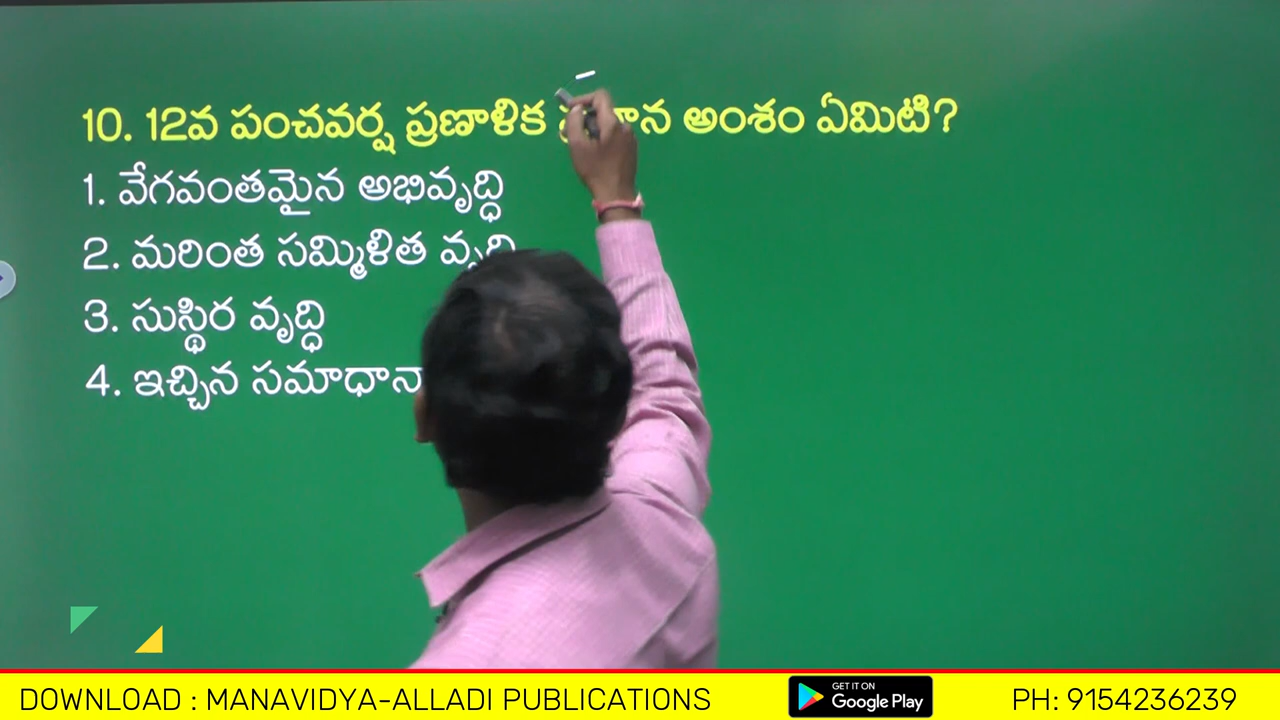 10. 12వ పంచవర్ష ప్రణాళిక అంశం ఏమిటి?
1. వేగవంతమైన అభివృద్ధి
2. మరింత సమ్మిళిత
3. సుస్థిర వృద్ధి
4. ఇచ్చిన
DOWNLOAD : MANAVIDYA-ALLADI PUBLICATIONS
GET IT ON
Google Play
PH: 9154236239